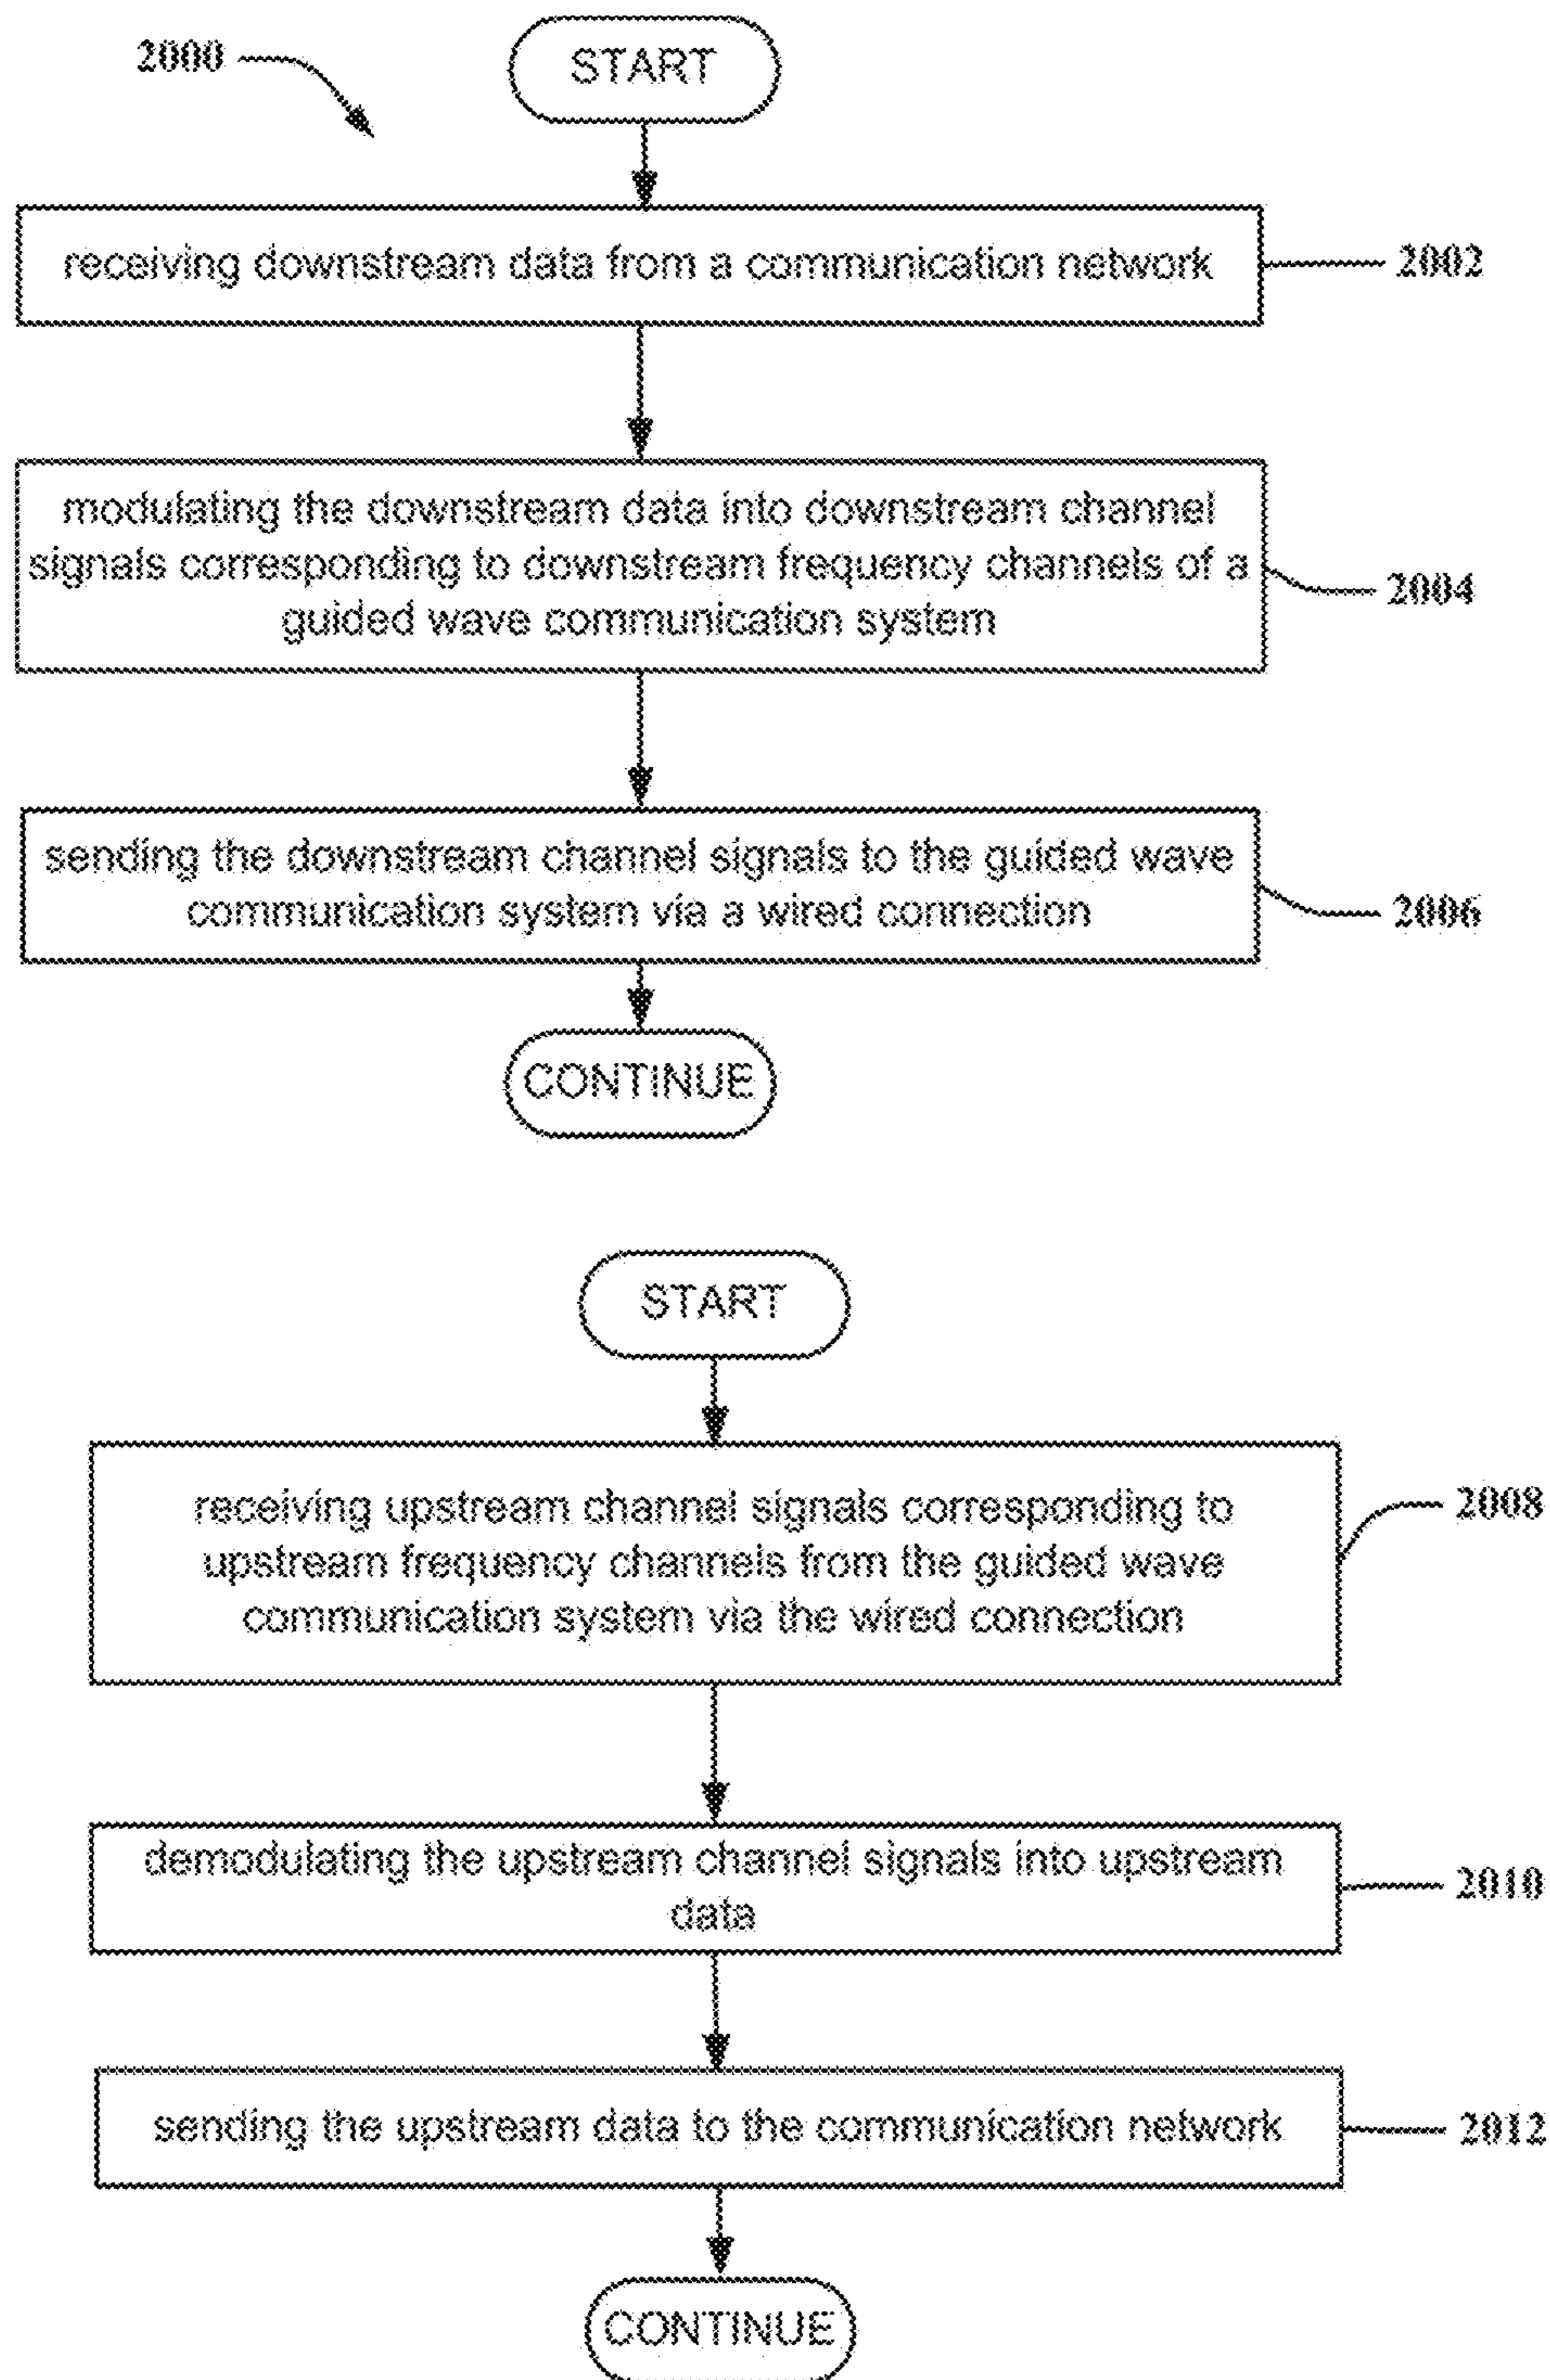 2000
START
receiving downstream data from a communication network
2002
modulating the downstream data into downstream channel
signals corresponding to downstream frequency channels of a
guided wave communication system
2004
sending the downstream channel signals to the guided wave
communication system via a wired connection
2006
CONTINUE
START
receiving upstream channel signals corresponding to
upstream frequency channels from the guided wave
communication system via the wired connection
2008
demodulating the upstream channel signals into upstream
data
2010
sending the upstream data to the communication network
2012
CONTINUE